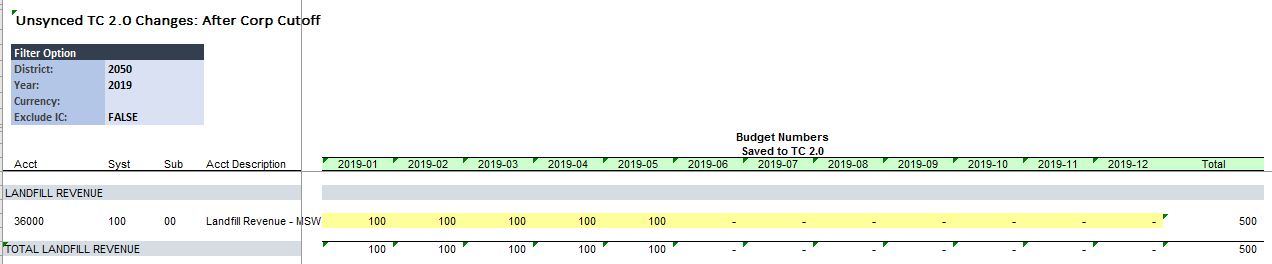 Unsynced TC 2.0 Changes: After Corp Cutoff
Filter Option
District: 2050
Year: 2019
Currency:
Exclude IC: FALSE
Budget Numbers
Saved to TC 2.0
Acct Syst Sub Acct Description 2019-01 2019-02 2019-03 2019-04 2019-05 2019-06 2019-07 2019-08 2019-09 2019-10 2019-11 2019-12 Total
LANDFILL REVENUE
36000 100 00 Landfill Revenue - MSW 100 100 100 100 100 - - - - - - - 500
TOTAL LANDFILL REVENUE 100 100 100 100 100 - - - - - - - 500